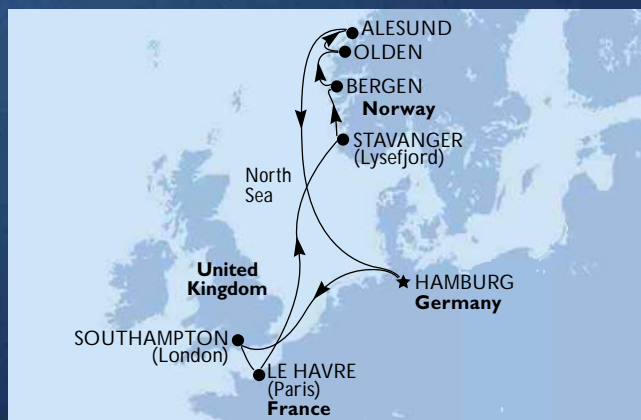 ALESUND
OLDEN
BERGEN
Norway
STAVANGER
(Lysefjord)
North
Sea
United
Kingdom
HAMBURG
Germany
SOUTHAMPTON
(London)
LE HAVRE
(Paris)
France